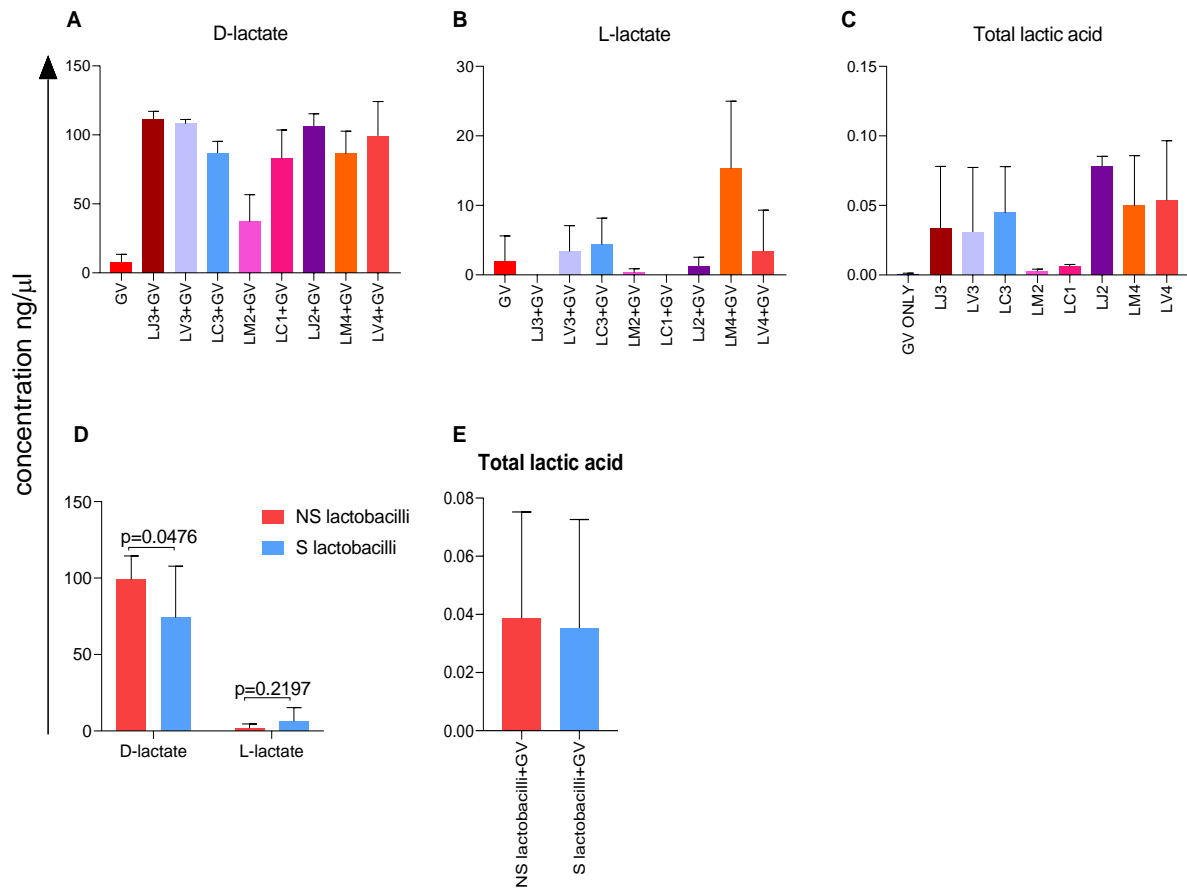 A
D-lactate
150
100
50
0
GV
LJ3+GV
LV3+GV
LC3+GV
LM2+GV
LC1+GV
LJ2+GV
LM4+GV
LV4+GV
B
L-lactate
30
20
10
0
GV
LJ3+GV
LV3+GV
LC3+GV
LM2+GV
LC1+GV
LJ2+GV
LM4+GV
LV4+GV
C
Total lactic acid
0.15
0.10
0.05
0.00
GV ONLY
LJ3
LV3
LC3
LM2
LC1
LJ2
LM4
LV4
concentration ng/µl
D
150
100
50
0
p=0.0476
p=0.2197
D-lactate
L-lactate
NS lactobacilli
S lactobacilli
E
Total lactic acid
0.08
0.06
0.04
0.02
0.00
NS lactobacilli+GV
S lactobacilli+GV